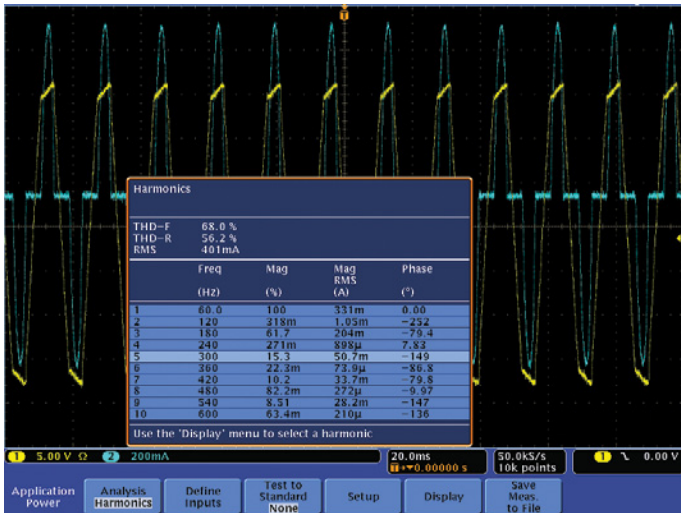 T
Harmonics
THD-F 68.0 %
THD-R 56.2 %
RMS 401mA
Freq Mag Mag Phase
RMS
(Hz) (%) (A) (°)
1 60.0 100 331m 0.00
2 120 318m 1.05m -252
3 180 61.7 204m -79.4
4 240 271m 898µ 7.83
5 300 15.3 50.7m -149
6 360 22.3m 73.9µ -86.8
7 420 10.2 33.7m -79.8
8 480 82.2m 272µ -9.97
9 540 8.51 28.2m -147
10 600 63.4m 210µ -136
Use the 'Display' menu to select a harmonic
1 5.00 V Ω 2 200mA 20.0ms 50.0kS/s 1 0.00 V
T 0.00000 s 10k points
Application Power
Analysis Harmonics
Define Inputs
Test to Standard None
Setup
Display
Save Meas. to File